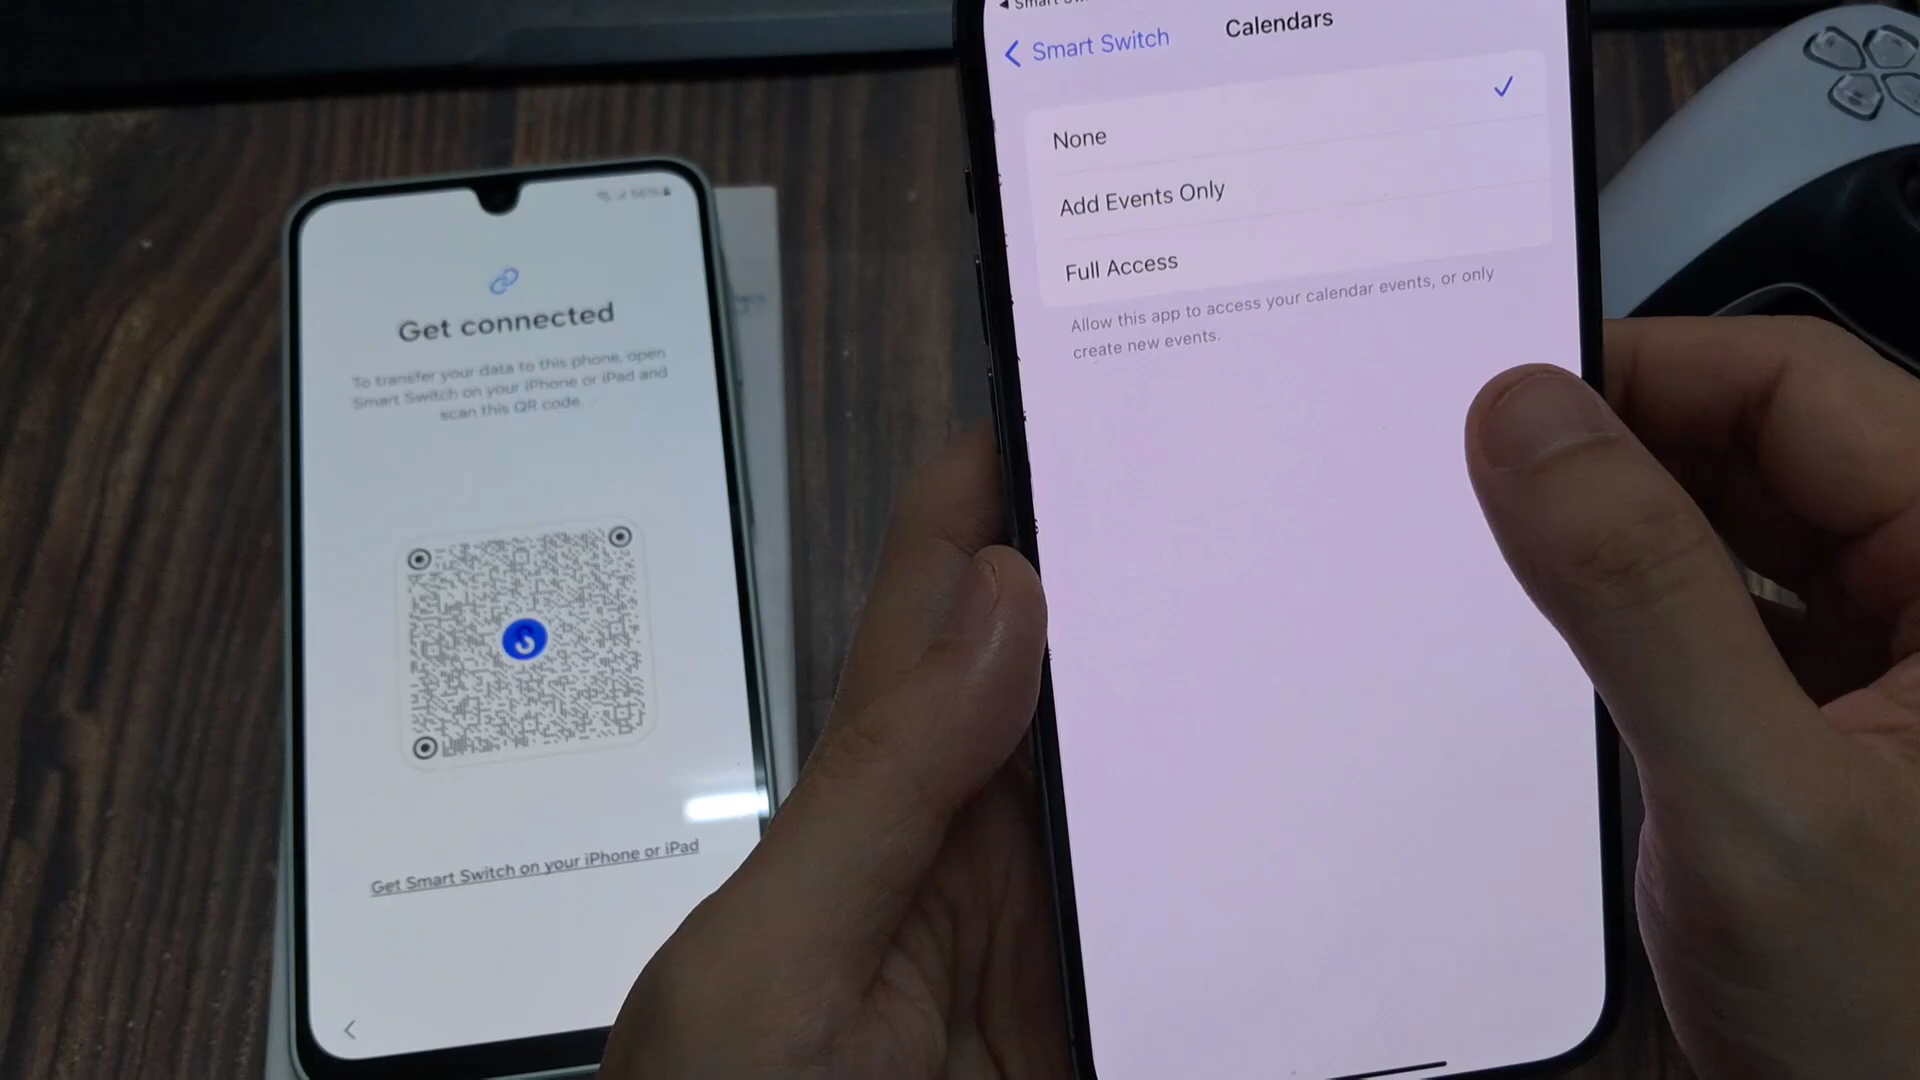 56%
Get connected
To transfer your data to this phone, open
Smart Switch on your iPhone or iPad and
scan this QR code.
Get Smart Switch on your iPhone or iPad
Smart Switch
Calendars
None
Add Events Only
Full Access
Allow this app to access your calendar events, or only
create new events.